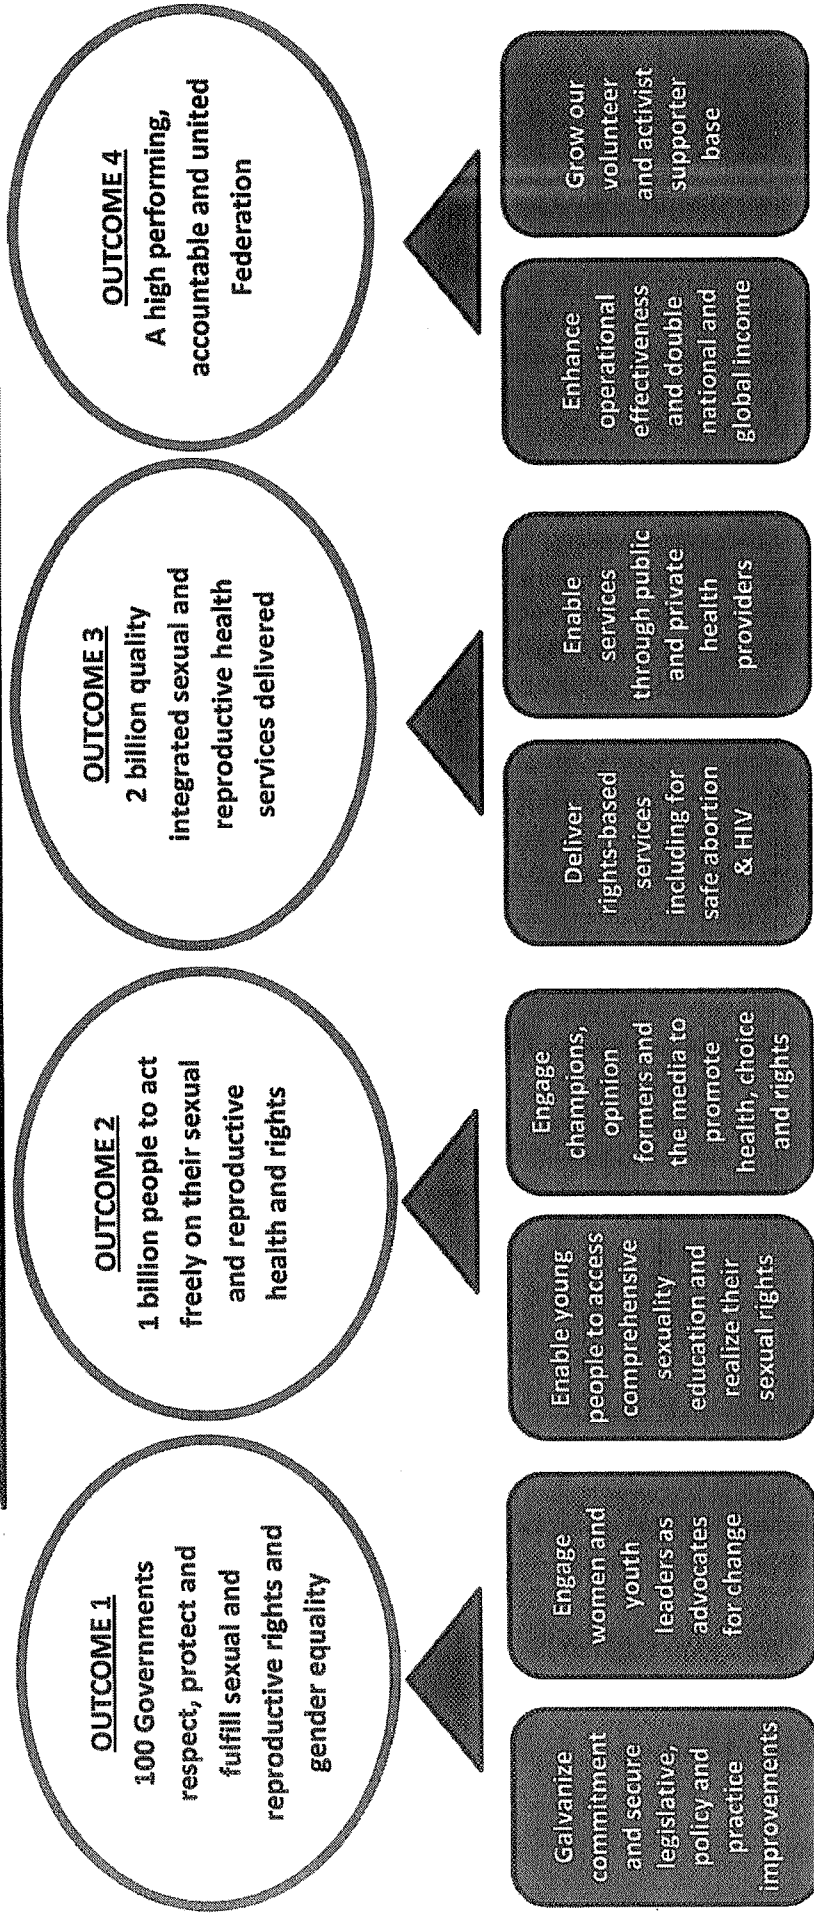 OUTCOME 1
100 Governments
respect, protect and
fulfill sexual and
reproductive rights and
gender equality
OUTCOME 2
1 billion people to act
freely on their sexual
and reproductive
health and rights
OUTCOME 3
2 billion quality
integrated sexual and
reproductive health
services delivered
OUTCOME 4
A high performing,
accountable and united
Federation
Galvanize
commitment
and secure
legislative,
policy and
practice
improvements
Engage
women and
youth
leaders as
advocates
for change
Enable young
people to access
comprehensive
sexuality
education and
realize their
sexual rights
Engage
champions,
opinion
formers and
the media to
promote
health, choice
and rights
Deliver
rights-based
services
including for
safe abortion
& HIV
Enable
services
through public
and private
health
providers
Enhance
operational
effectiveness
and double
national and
global income
Grow our
volunteer
and activist
supporter
base